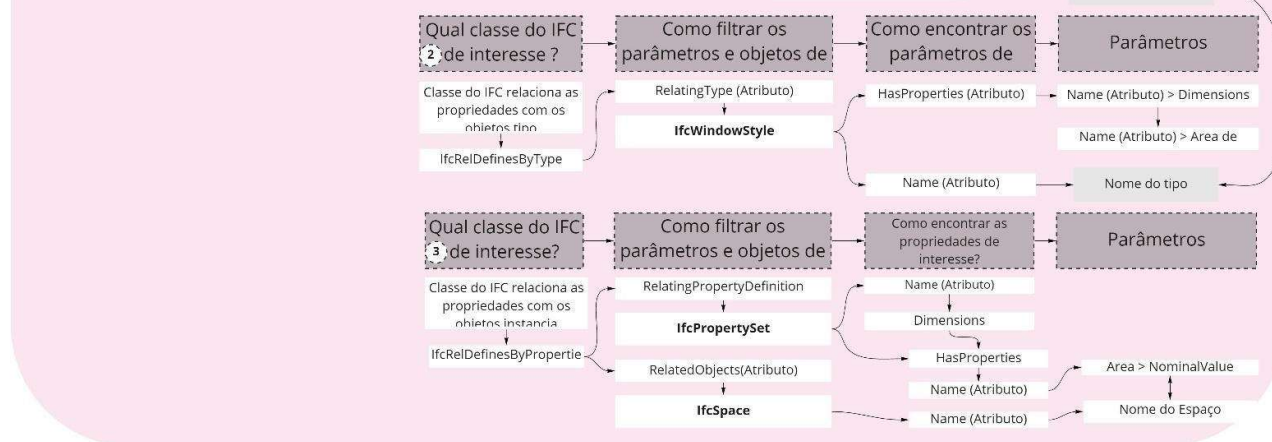 Qual classe do IFC
2 de interesse ?
Como filtrar os
parâmetros e objetos de
Como encontrar os
parâmetros de
Parâmetros
Classe do IFC relaciona as
propriedades com os
objetos tipo
IfcRelDefinesByType
RelatingType (Atributo)
IfcWindowStyle
HasProperties (Atributo)
Name (Atributo) > Dimensions
Name (Atributo) > Area de
Name (Atributo)
Nome do tipo
Qual classe do IFC
3 de interesse?
Como filtrar os
parâmetros e objetos de
Como encontrar as
propriedades de
interesse?
Parâmetros
Classe do IFC relaciona as
propriedades com os
objetos instancia
IfcRelDefinesByPropertie
RelatingPropertyDefinition
IfcPropertySet
RelatedObjects(Atributo)
IfcSpace
Name (Atributo)
Dimensions
HasProperties
Name (Atributo)
Name (Atributo)
Area > NominalValue
Nome do Espaço